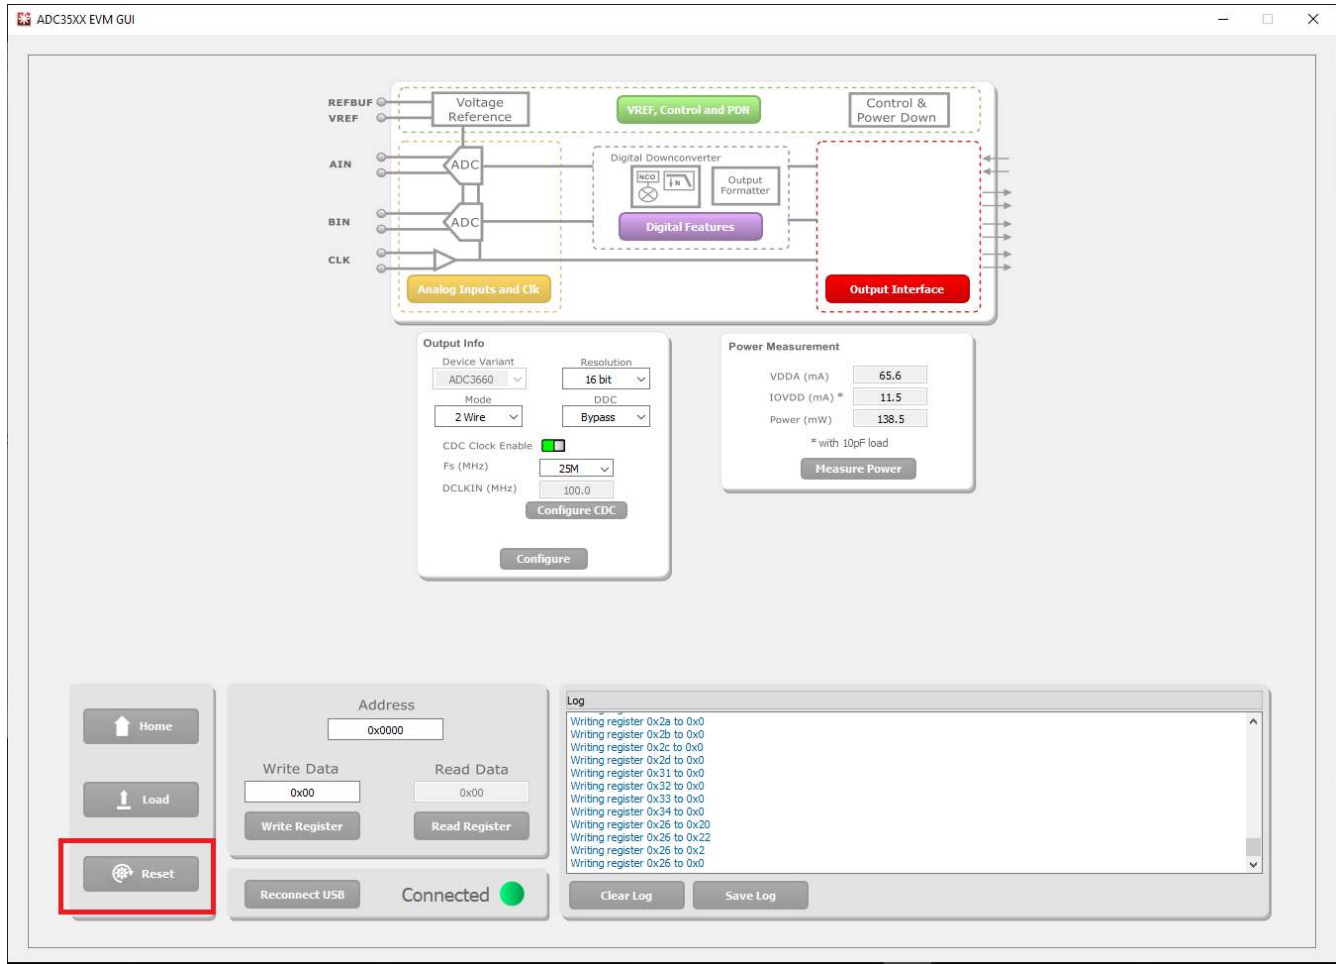 ADC35XX EVM GUI
REFBUF
VREF
Voltage
Reference
VREF, Control and PDN
Control &
Power Down
AIN
ADC
Digital Downconverter
NCO
N
Output
Formatter
BIN
ADC
Digital Features
CLK
Analog Inputs and Clk
Output Interface
Output Info
Device Variant
Resolution
ADC3660
16 bit
Mode
DDC
2 Wire
Bypass
CDC Clock Enable
Fs (MHz)
25M
DCLKIN (MHz)
100.0
Configure CDC
Configure
Power Measurement
VDDA (mA)
65.6
IOVDD (mA) *
11.5
Power (mW)
138.5
* with 10pF load
Measure Power
Home
Load
Reset
Address
0x0000
Write Data
Read Data
0x00
0x00
Write Register
Read Register
Reconnect USB
Connected
Log
Writing register 0x2a to 0x0
Writing register 0x2b to 0x0
Writing register 0x2c to 0x0
Writing register 0x2d to 0x0
Writing register 0x31 to 0x0
Writing register 0x32 to 0x0
Writing register 0x33 to 0x0
Writing register 0x34 to 0x0
Writing register 0x26 to 0x20
Writing register 0x26 to 0x22
Writing register 0x26 to 0x2
Writing register 0x26 to 0x0
Clear Log
Save Log